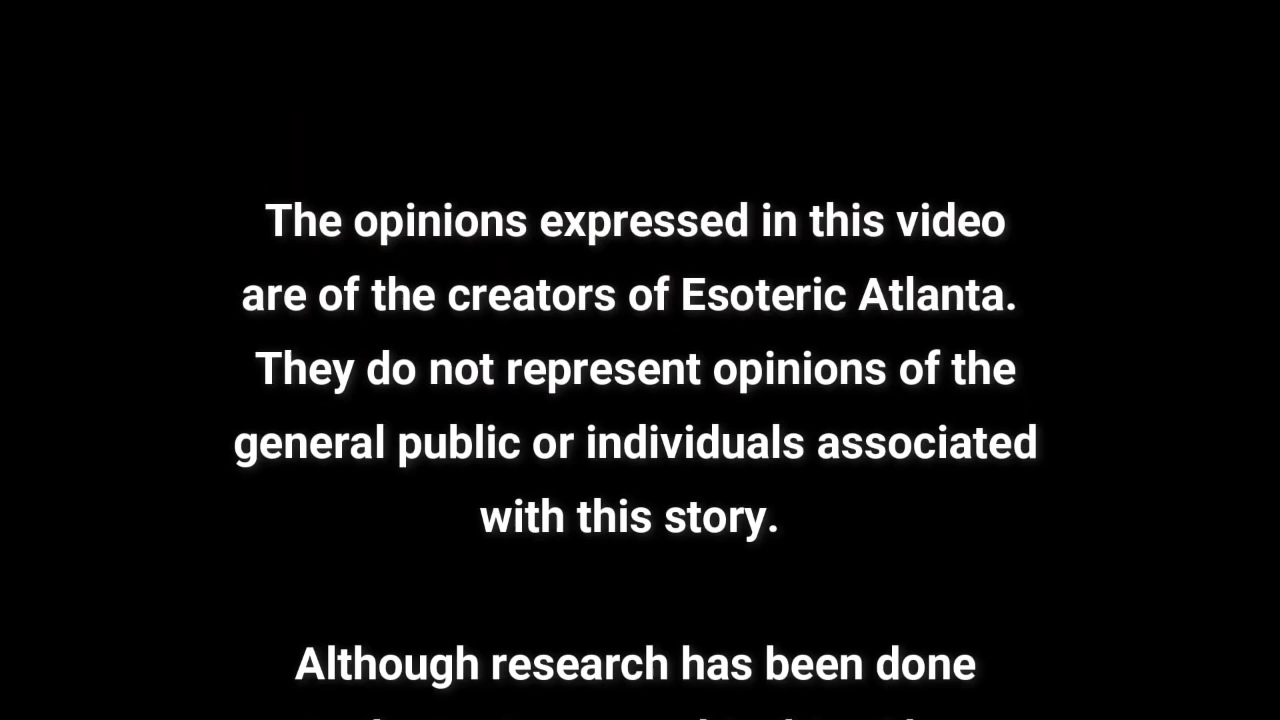 The opinions expressed in this video
are of the creators of Esoteric Atlanta.
They do not represent opinions of the
general public or individuals associated
with this story.
Although research has been done